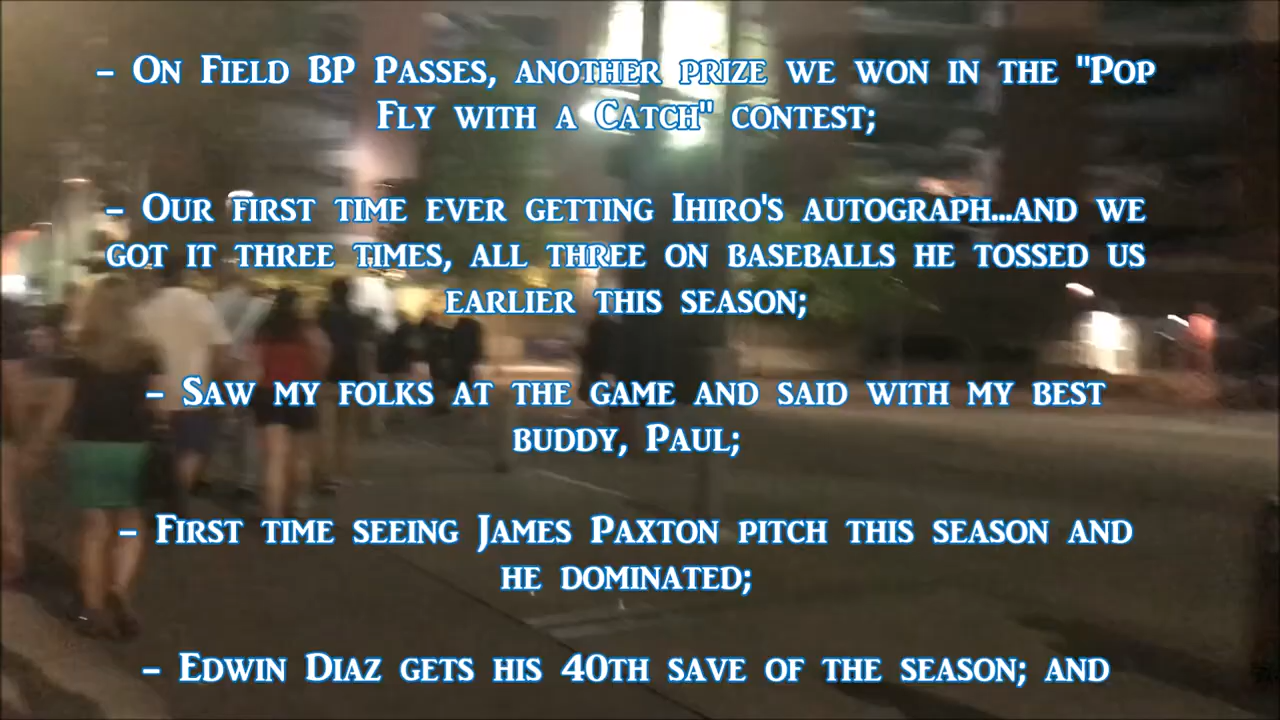 - On Field BP Passes, another prize we won in the "Pop
Fly with a Catch" contest;
- Our first time ever getting Ihiro's autograph...and we
got it three times, all three on baseballs he tossed us
earlier this season;
- Saw my folks at the game and said with my best
buddy, Paul;
- First time seeing James Paxton pitch this season and
he dominated;
- Edwin Diaz gets his 40th save of the season; and